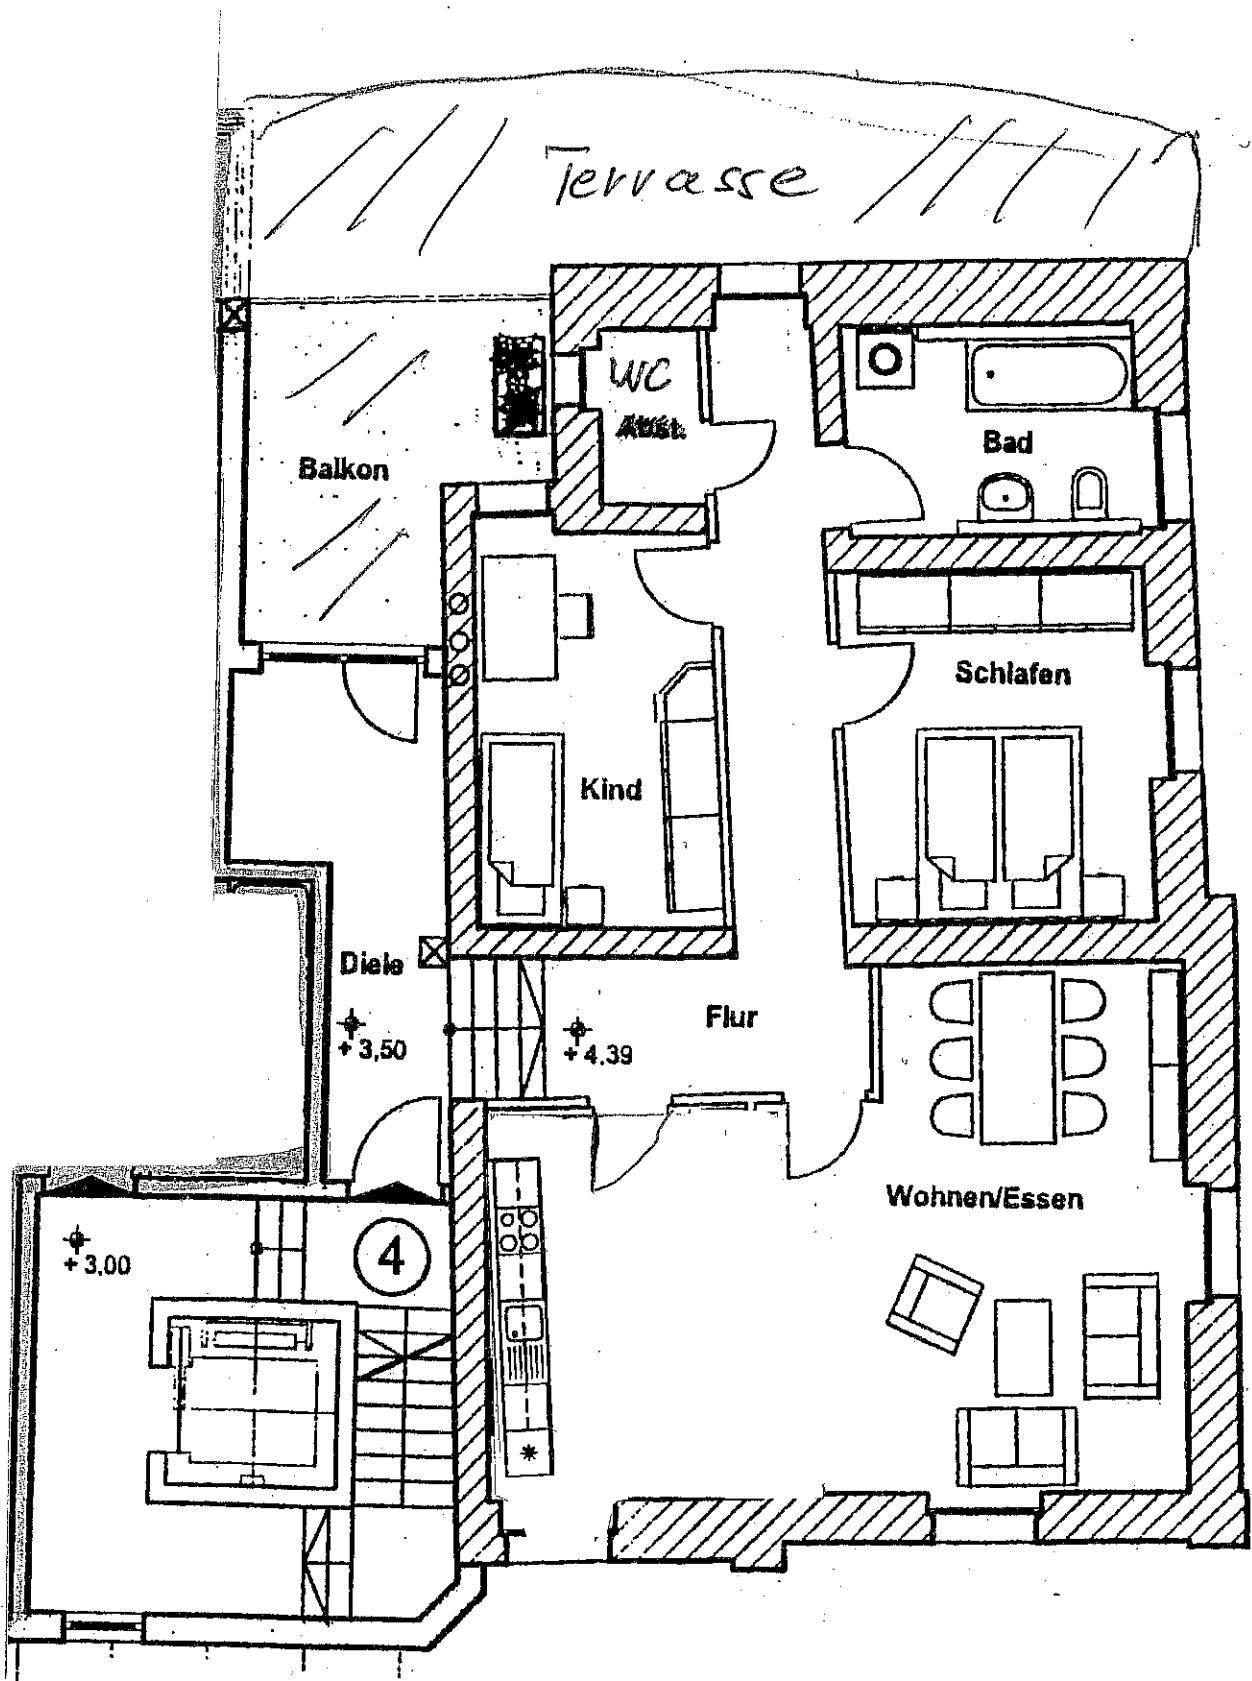 Terrasse
WC
Abst.
Bad
Balkon
Schlafen
Kind
Diele
+ 3,50
Flur
+ 4,39
Wohnen/Essen
4
+ 3,00